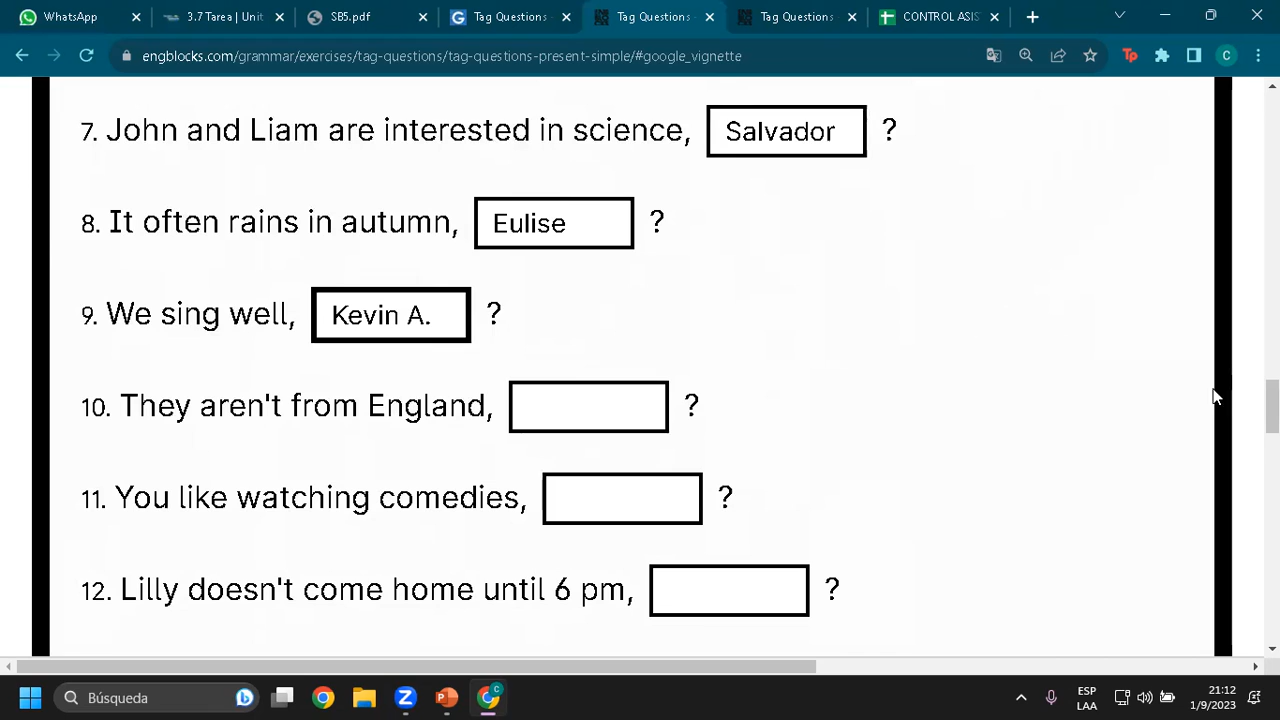 WhatsApp
3.7 Tarea | Unit
SB5.pdf
Tag Questions
Tag Questions
Tag Questions
CONTROL ASIS
engblocks.com/grammar/exercises/tag-questions/tag-questions-present-simple/#google_vignette
7. John and Liam are interested in science, Salvador ?
8. It often rains in autumn, Eulise ?
9. We sing well, Kevin A. ?
10. They aren't from England, ?
11. You like watching comedies, ?
12. Lilly doesn't come home until 6 pm, ?
Búsqueda
ESP
LAA
21:12
1/9/2023